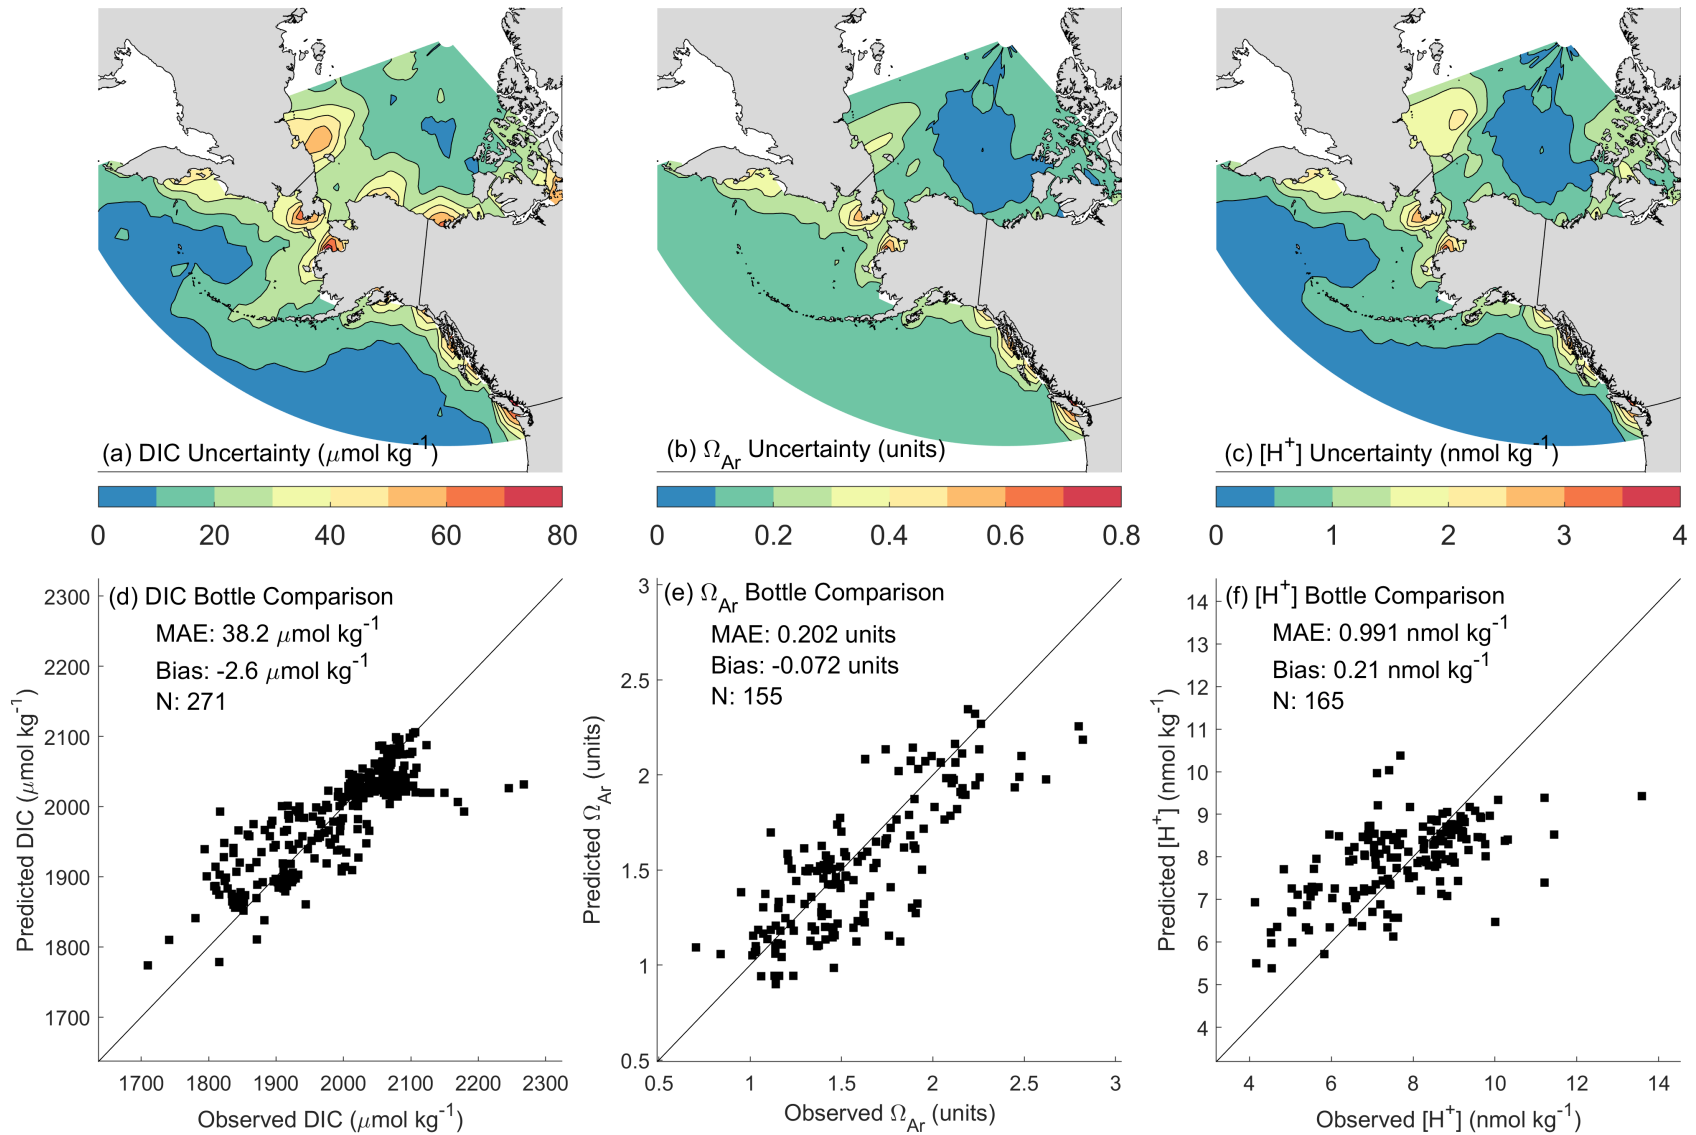 (a) DIC Uncertainty (μmol kg⁻¹)
0 20 40 60 80
(b) Ω_Ar Uncertainty (units)
0 0.2 0.4 0.6 0.8
(c) [H⁺] Uncertainty (nmol kg⁻¹)
0 1 2 3 4
(d) DIC Bottle Comparison
MAE: 38.2 μmol kg⁻¹
Bias: -2.6 μmol kg⁻¹
N: 271
Predicted DIC (μmol kg⁻¹)
2300
2200
2100
2000
1900
1800
1700
1700 1800 1900 2000 2100 2200 2300
Observed DIC (μmol kg⁻¹)
(e) Ω_Ar Bottle Comparison
MAE: 0.202 units
Bias: -0.072 units
N: 155
Predicted Ω_Ar (units)
3
2.5
2
1.5
1
0.5
0.5 1 1.5 2 2.5 3
Observed Ω_Ar (units)
(f) [H⁺] Bottle Comparison
MAE: 0.991 nmol kg⁻¹
Bias: 0.21 nmol kg⁻¹
N: 165
Predicted [H⁺] (nmol kg⁻¹)
14
13
12
11
10
9
8
7
6
5
4
4 6 8 10 12 14
Observed [H⁺] (nmol kg⁻¹)